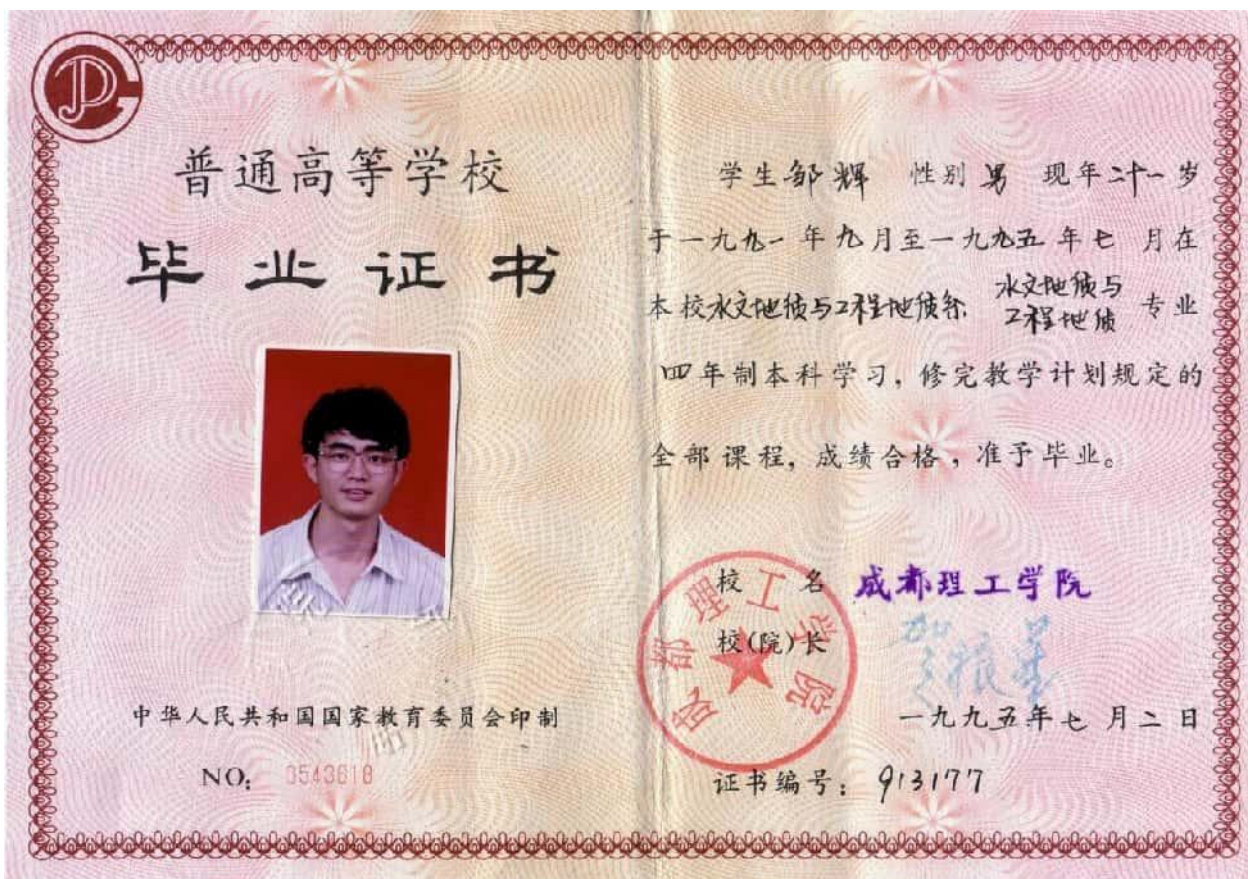 普通高等学校
毕业证书
中华人民共和国国家教育委员会印制
NO: 0543618
学生邹辉 性别男 现年二十一岁
于一九九一年九月至一九九五年七月在
本校水文地质与工程地质系 水文地质与工程地质 专业
四年制本科学习,修完教学计划规定的
全部课程,成绩合格,准予毕业。
校名 成都理工学院
校(院)长
成都理工学院
一九九五年七月二日
证书编号: 913177